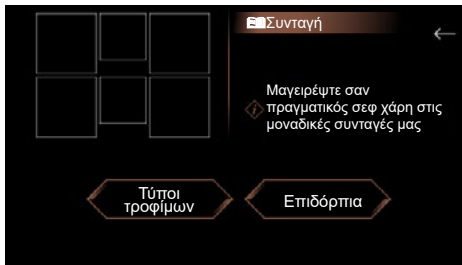 Συνταγή
Μαγειρέψτε σαν
πραγματικός σεφ χάρη στις
μοναδικές συνταγές μας
Τύποι
τροφίμων
Επιδόρπια